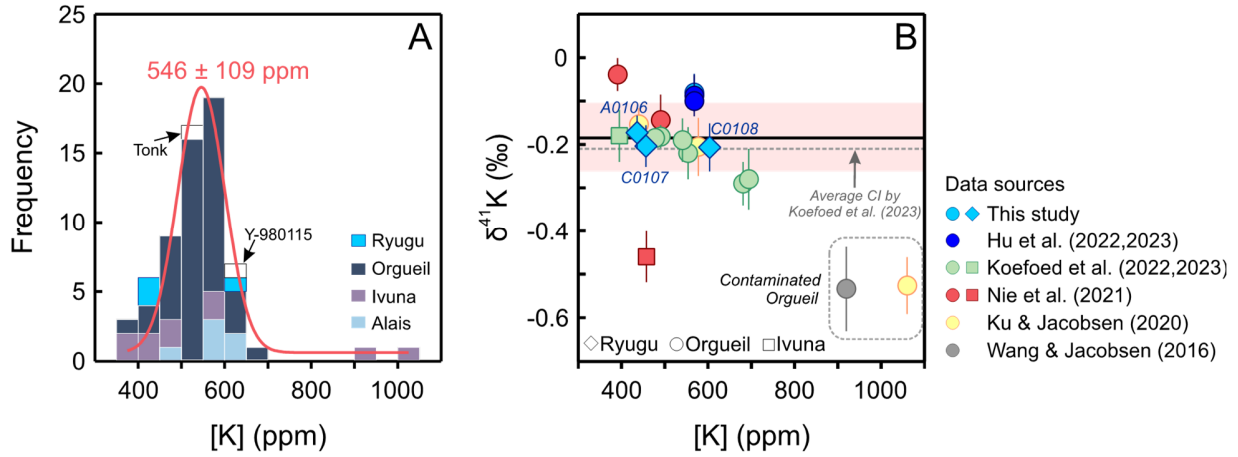 A
546 ± 109 ppm
Tonk
Y-980115
Ryugu
Orgueil
Ivuna
Alais
Frequency
25
20
15
10
5
0
400
600
800
1000
[K] (ppm)
B
A0106
C0107
C0108
Average CI by
Koefoed et al. (2023)
Contaminated
Orgueil
Ryugu Orgueil Ivuna
δ⁴¹K (‰)
0
-0.2
-0.4
-0.6
400
600
800
1000
[K] (ppm)
Data sources
This study
Hu et al. (2022,2023)
Koefoed et al. (2022,2023)
Nie et al. (2021)
Ku & Jacobsen (2020)
Wang & Jacobsen (2016)